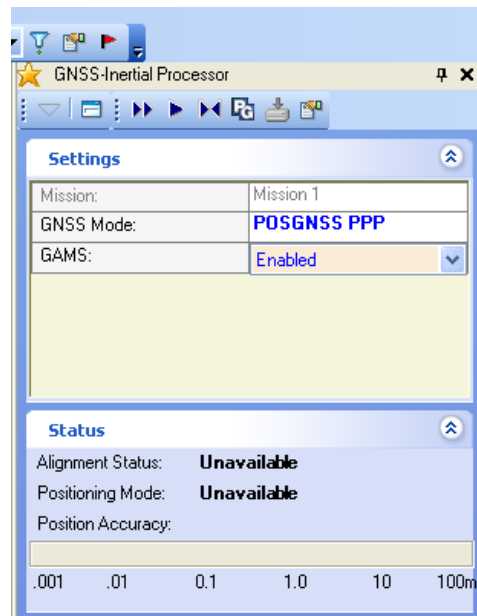 GNSS-Inertial Processor
Settings
Mission: Mission 1
GNSS Mode: POSGNSS PPP
GAMS: Enabled
Status
Alignment Status: Unavailable
Positioning Mode: Unavailable
Position Accuracy:
.001 .01 0.1 1.0 10 100m